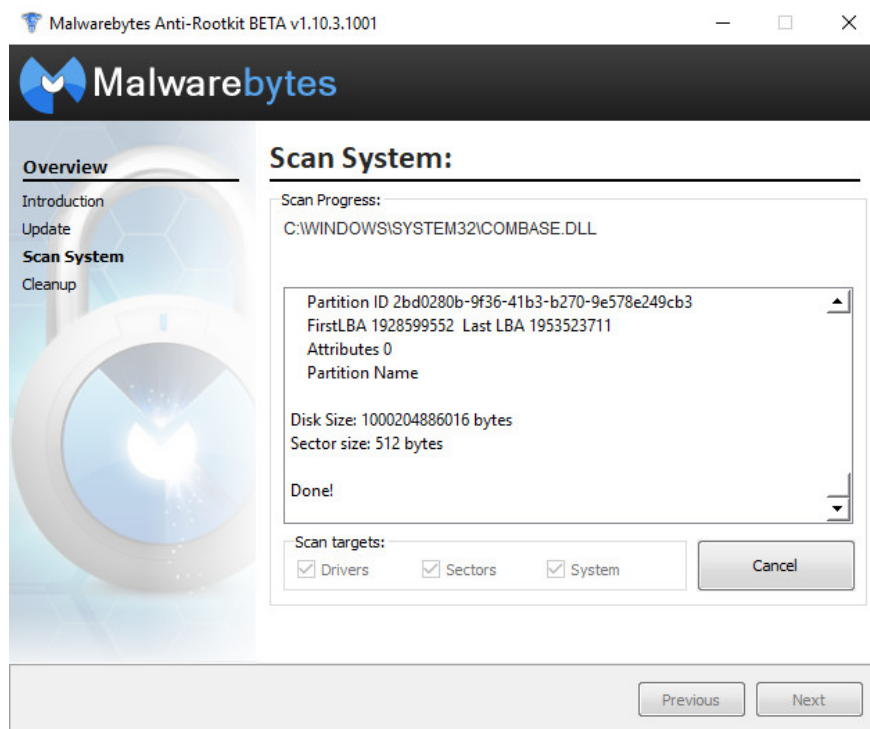 Malwarebytes Anti-Rootkit BETA v1.10.3.1001
Malwarebytes
Overview
Introduction
Update
Scan System
Cleanup
Scan System:
Scan Progress:
C:\WINDOWS\SYSTEM32\COMBASE.DLL
Partition ID 2bd0280b-9f36-41b3-b270-9e578e249cb3
FirstLBA 1928599552 Last LBA 1953523711
Attributes 0
Partition Name
Disk Size: 1000204886016 bytes
Sector size: 512 bytes
Done!
Scan targets:
Drivers Sectors System
Cancel
Previous Next